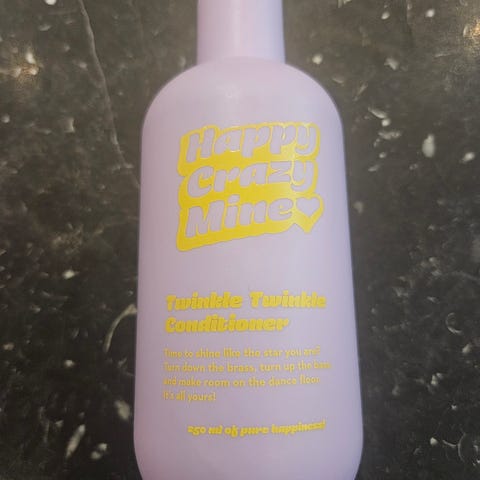 Happy
Crazy
Mine
Twinkle Twinkle
Conditioner
Time to shine like the star you are?
Turn down the brass, turn up the bass
and make room on the dance floor.
It's all yours!
250 ml of pure happiness!